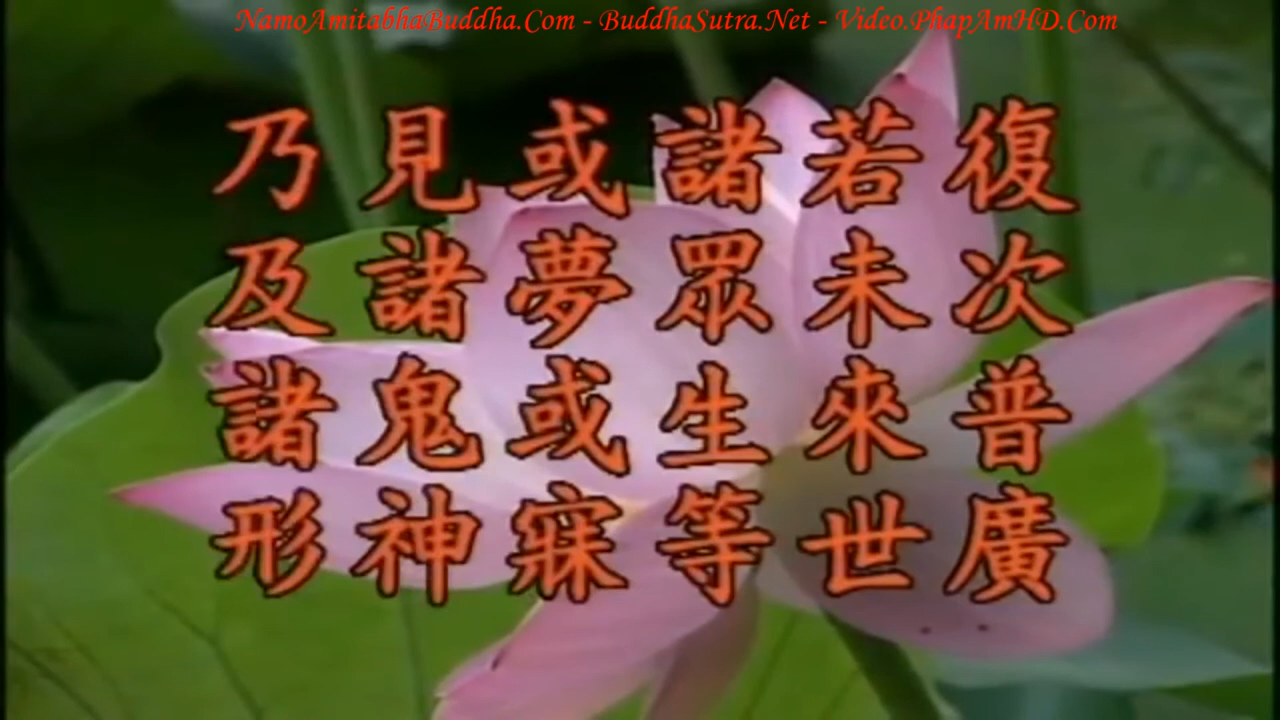 NamoAmitabhaBuddha.Com - BuddhaSutra.Net - Video.PhapAmHD.Com
復次普廣
若未來世
諸眾生等
或夢或寐
見諸鬼神
乃及諸形